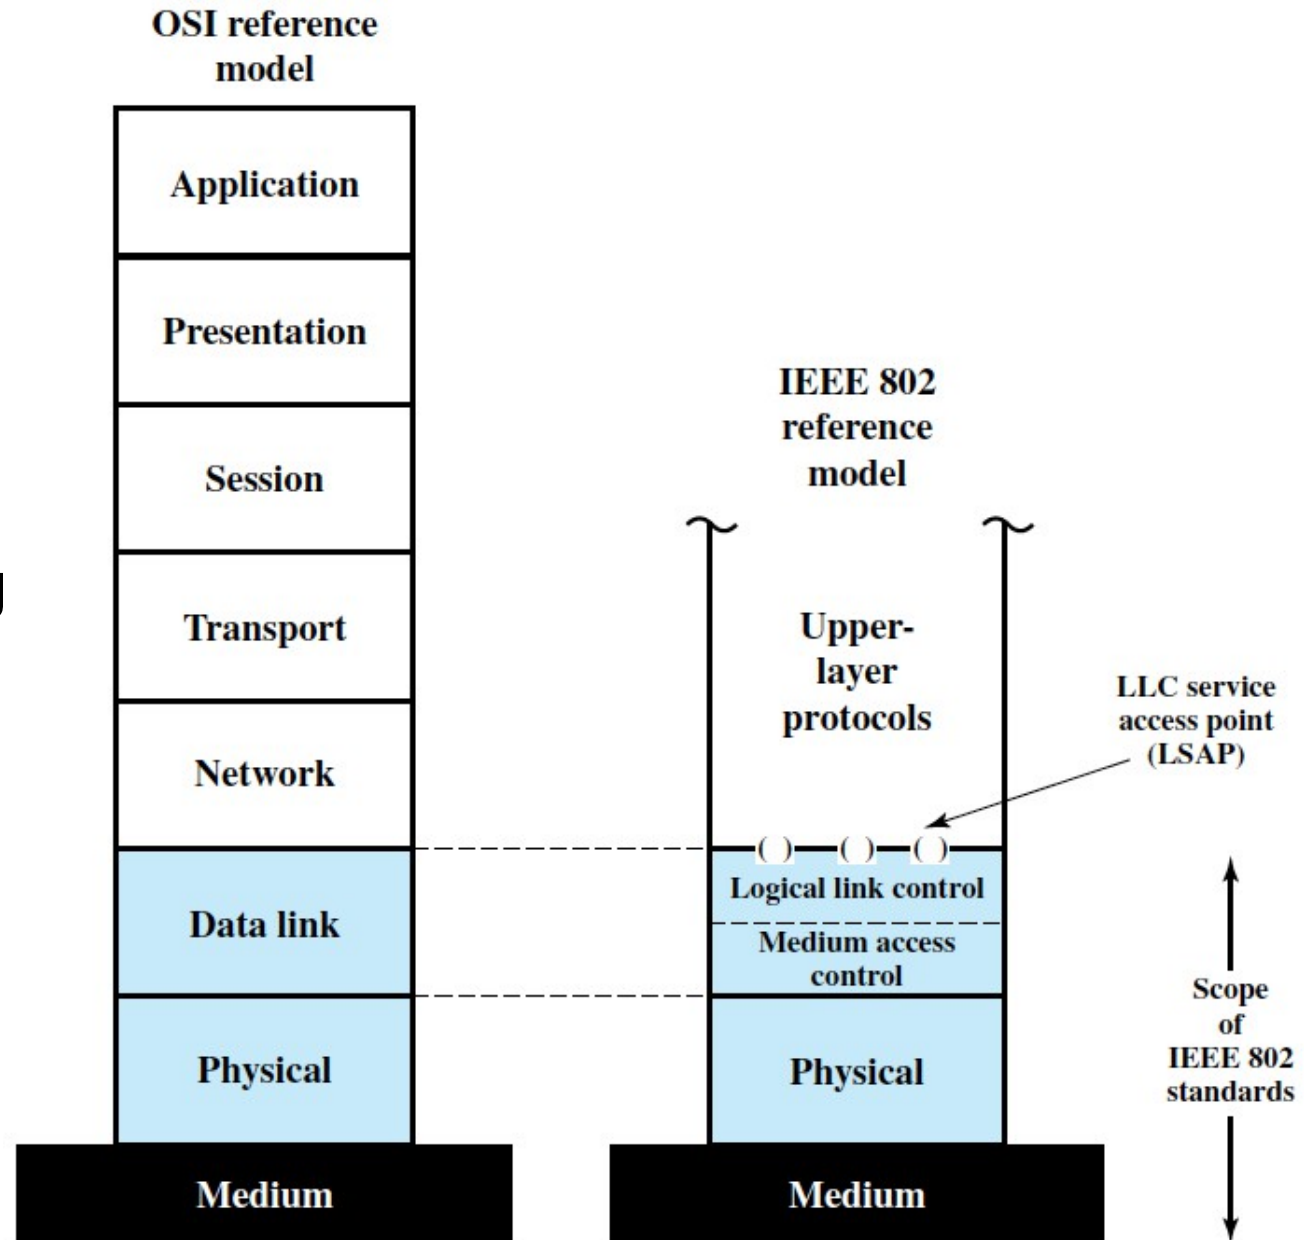 OSI reference
model
Application
Presentation
Session
Transport
Network
Data link
Physical
Medium
IEEE 802
reference
model
Upper-
layer
protocols
LLC service
access point
(LSAP)
( ) ( ) ( )
Logical link control
Medium access
control
Physical
Medium
Scope
of
IEEE 802
standards